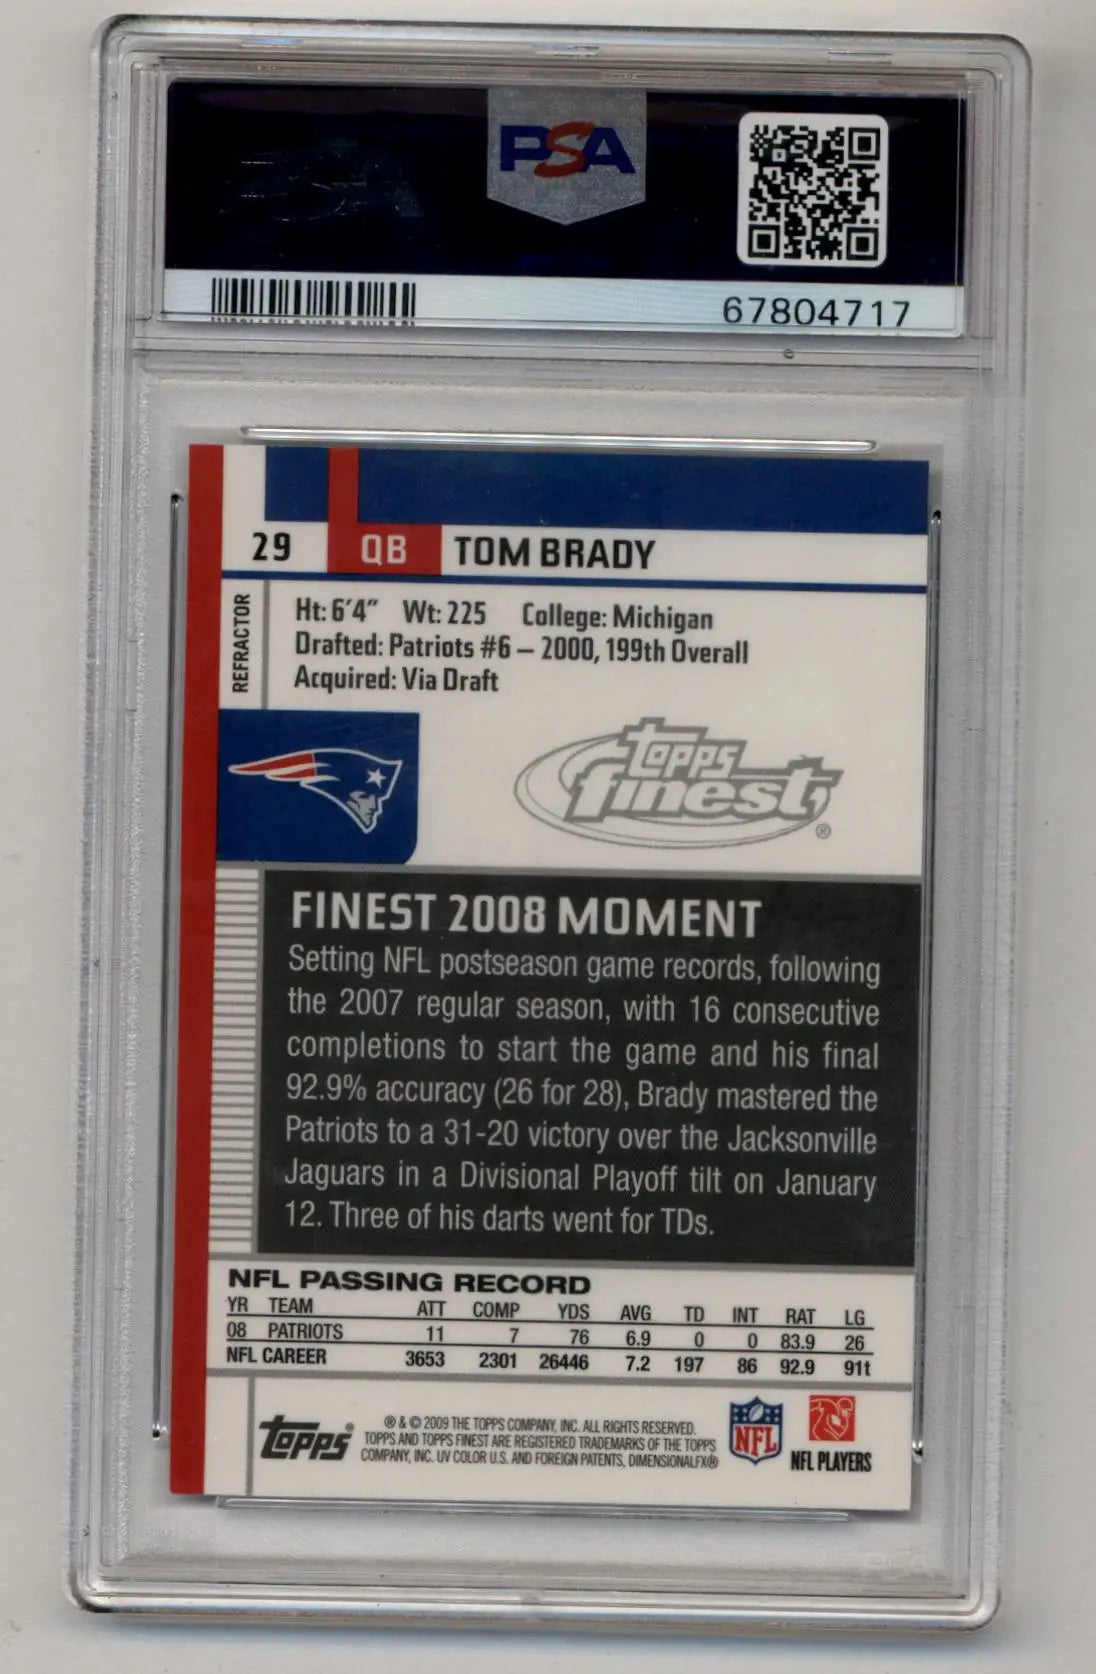 PSA
67804717
29 QB TOM BRADY
REFRACTOR
Ht: 6'4" Wt: 225 College: Michigan
Drafted: Patriots #6 – 2000, 199th Overall
Acquired: Via Draft
topps
finest®
FINEST 2008 MOMENT
Setting NFL postseason game records, following
the 2007 regular season, with 16 consecutive
completions to start the game and his final
92.9% accuracy (26 for 28), Brady mastered the
Patriots to a 31-20 victory over the Jacksonville
Jaguars in a Divisional Playoff tilt on January
12. Three of his darts went for TDs.
NFL PASSING RECORD
YR TEAM ATT COMP YDS AVG TD INT RAT LG
08 PATRIOTS 11 7 76 6.9 0 0 83.9 26
NFL CAREER 3653 2301 26446 7.2 197 86 92.9 91t
topps®
® & © 2009 THE TOPPS COMPANY, INC. ALL RIGHTS RESERVED.
TOPPS AND TOPPS FINEST ARE REGISTERED TRADEMARKS OF THE TOPPS
COMPANY, INC. UV COLOR U.S. AND FOREIGN PATENTS, DIMENSIONALFX®
NFL
NFL PLAYERS
PSA